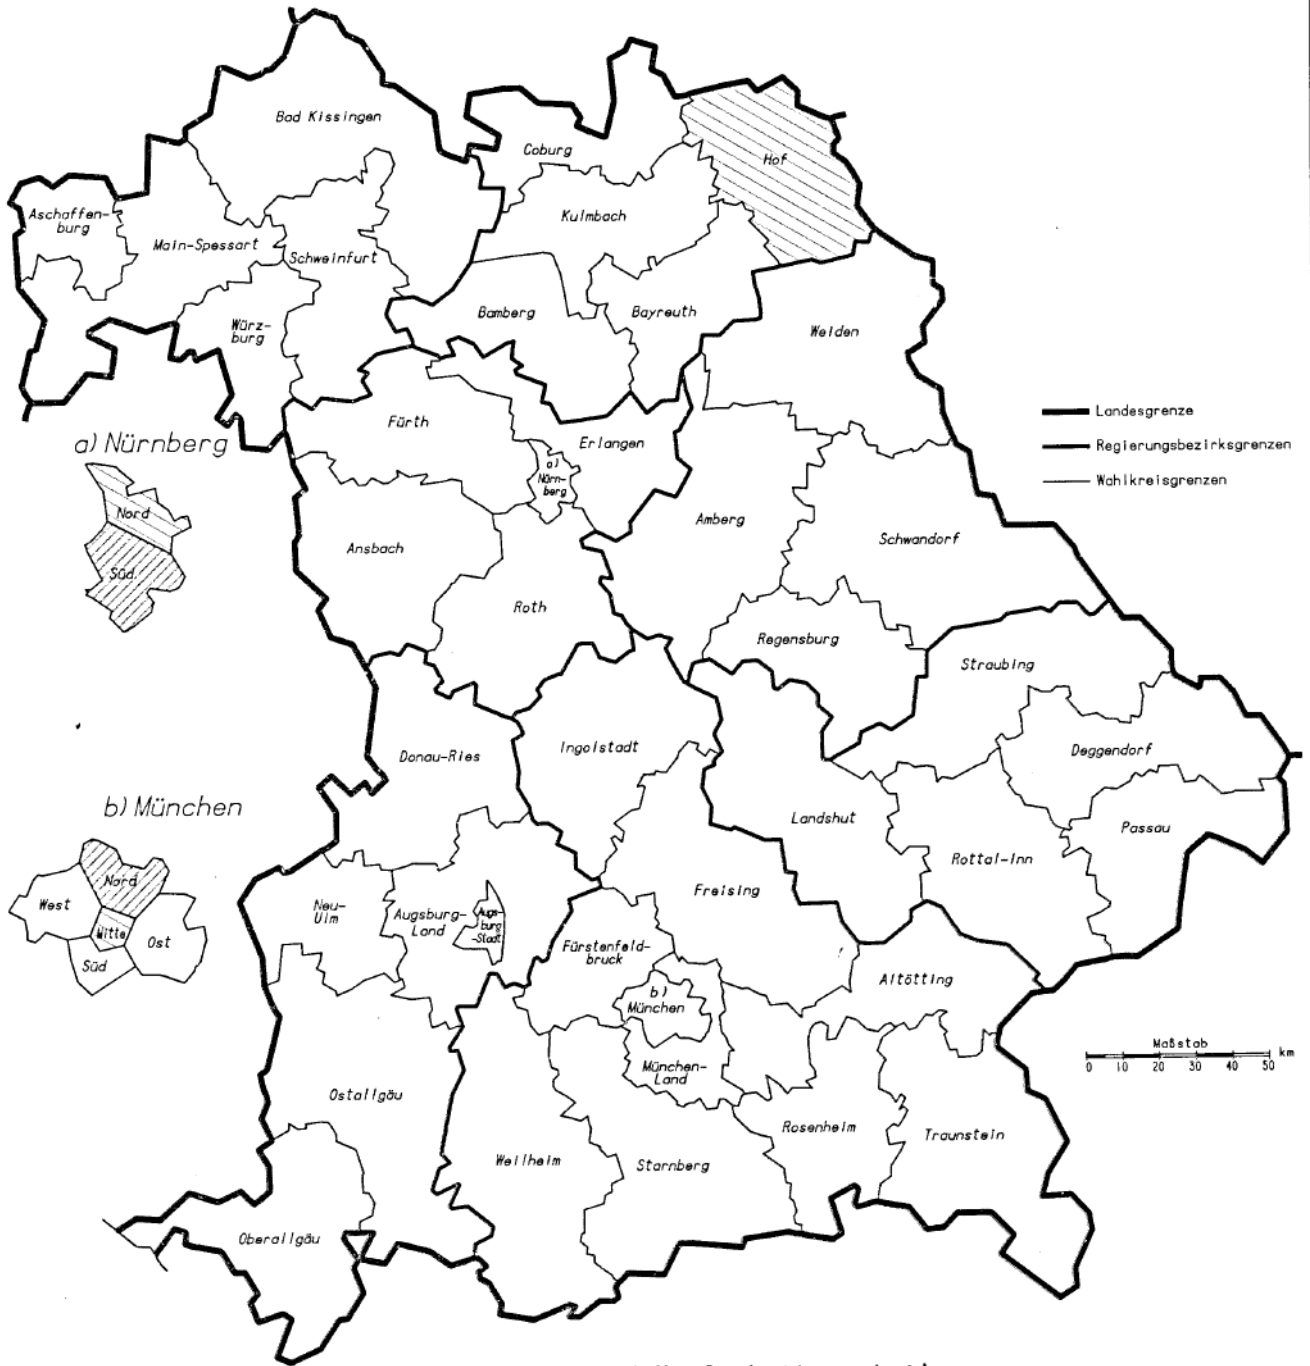 Bad Kissingen
Coburg
Hof
Aschaffen-
burg
Main-Spessart
Kulmbach
Schweinfurt
Würz-
burg
Bamberg
Bayreuth
Weiden
Fürth
Erlangen
a)
Nürn-
berg
Landesgrenze
Regierungsbezirksgrenzen
Wahlkreisgrenzen
a) Nürnberg
Nord
Süd
Ansbach
Amberg
Schwandorf
Roth
Regensburg
Straubing
Donau-Ries
Ingolstadt
Deggendorf
b) München
Nord
West
Mitte
Ost
Süd
Landshut
Passau
Rottal-Inn
Neu-
Ulm
Augsburg-
Land
Augs-
burg
-Stadt
Freising
Fürstenfeld-
bruck
b)
München
Altötting
München-
Land
Maßstab
0 10 20 30 40 50 km
Ostallgäu
Weilheim
Starnberg
Rosenheim
Traunstein
Oberallgäu